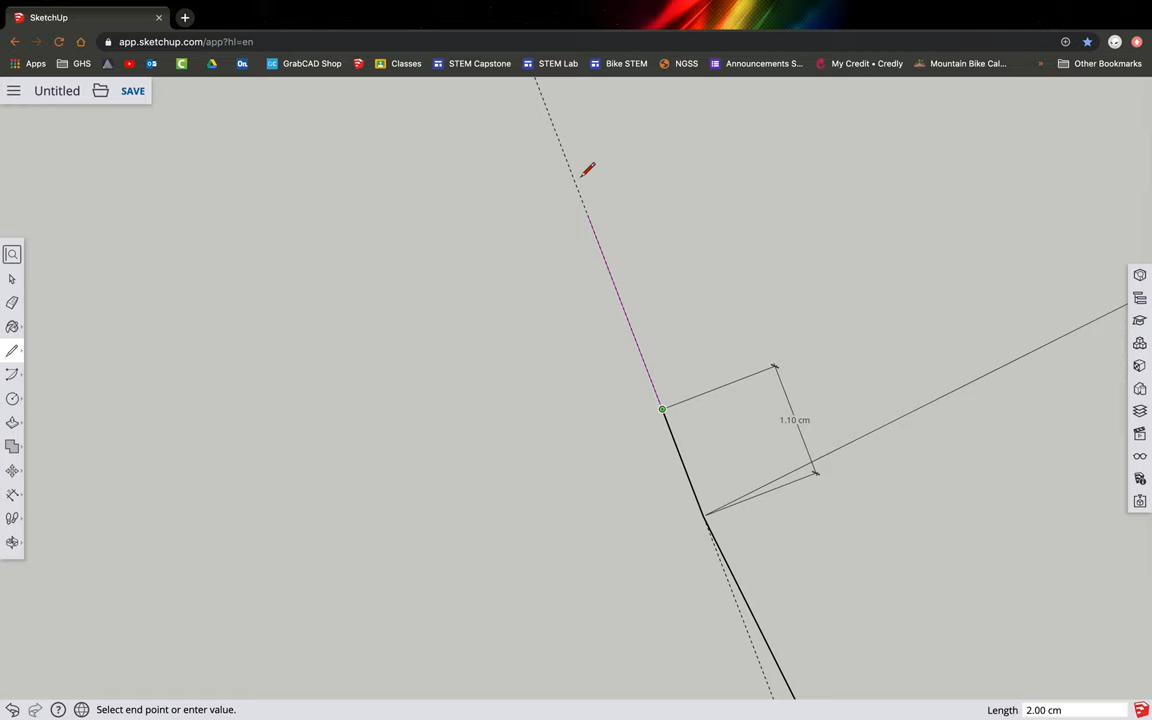 SketchUp
app.sketchup.com/app?hl=en
Apps GHS GrabCAD Shop Classes STEM Capstone STEM Lab Bike STEM NGSS Announcements S... My Credit • Credly Mountain Bike Cal... » Other Bookmarks
Untitled SAVE
1.10 cm
Select end point or enter value. Length 2.00 cm